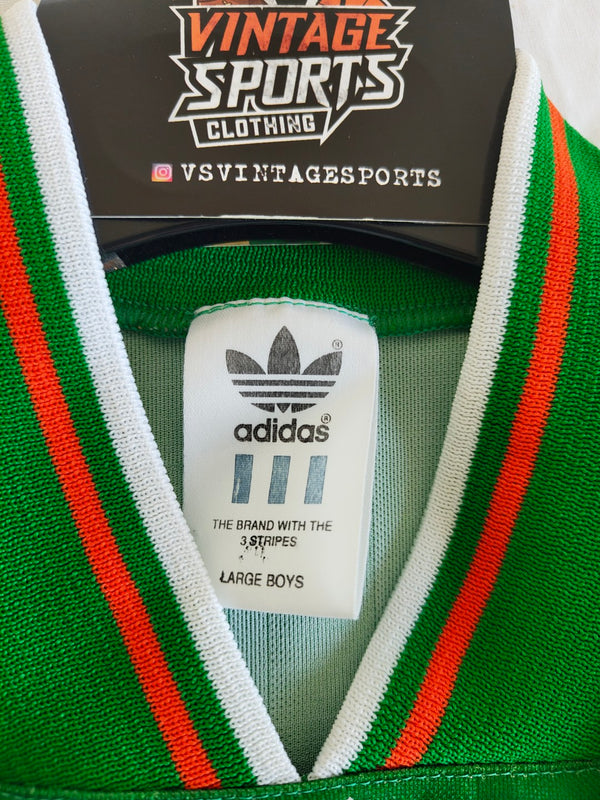 VINTAGE
SPORTS
CLOTHING
VSVINTAGESPORTS
®
adidas®
THE BRAND WITH THE
3 STRIPES
LARGE BOYS